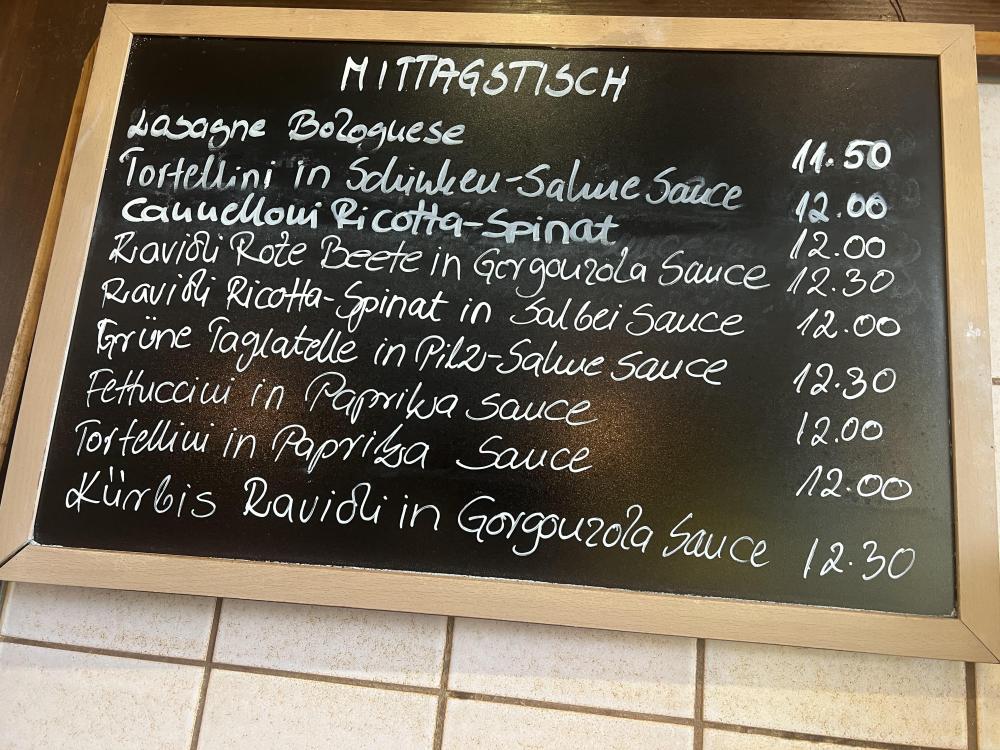 MITTAGSTISCH
Lasagne Bolognese 11.50
Tortellini in Schinken-Sahne Sauce 12.00
Cannelloni Ricotta-Spinat 12.00
Ravioli Rote Beete in Gorgonzola Sauce 12.30
Ravioli Ricotta-Spinat in Salbei Sauce 12.00
Grüne Taglatelle in Pilz-Sahne Sauce 12.30
Fettuccini in Paprika Sauce 12.00
Tortellini in Paprika Sauce 12.00
Kürbis Ravioli in Gorgonzola Sauce 12.30